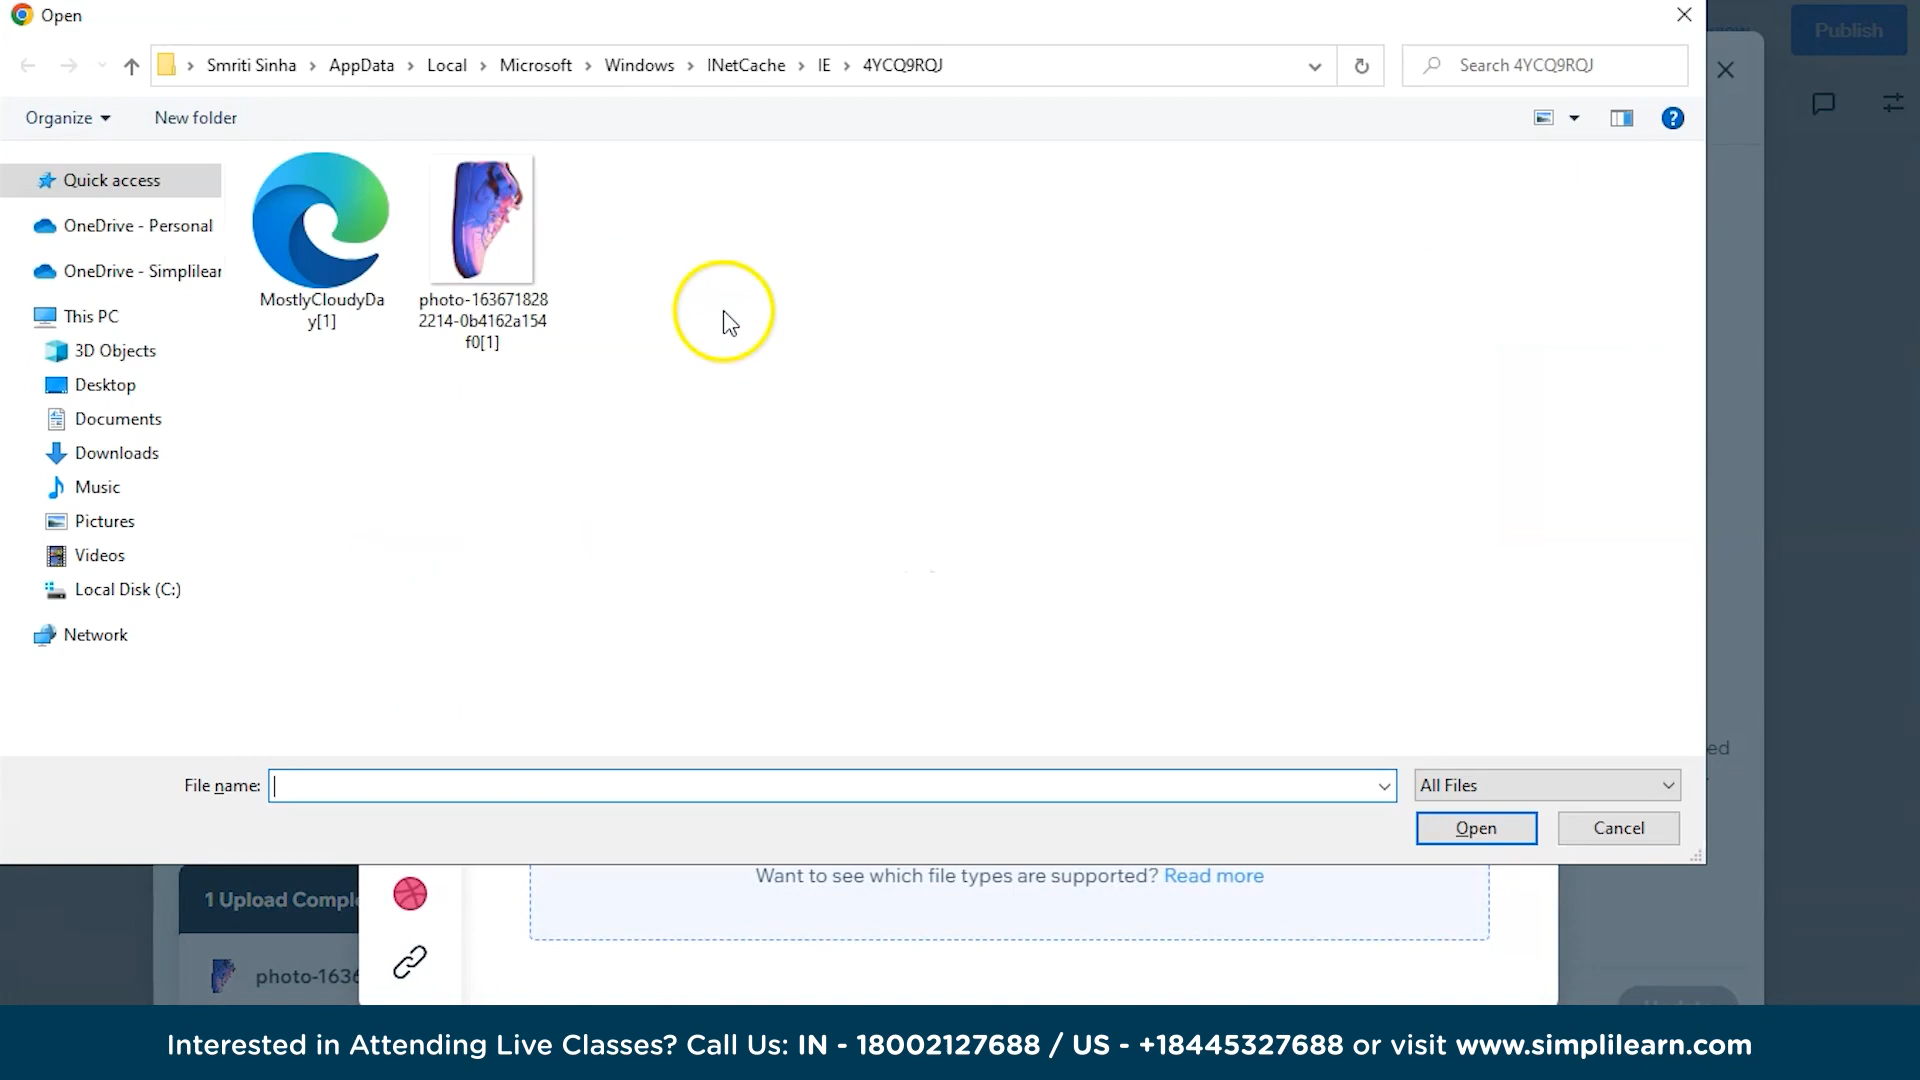 Open
Publish
Smriti Sinha > AppData > Local > Microsoft > Windows > INetCache > IE > 4YCQ9RQJ
Search 4YCQ9RQJ
Organize
New folder
Quick access
OneDrive - Personal
OneDrive - Simplilear
This PC
3D Objects
Desktop
Documents
Downloads
Music
Pictures
Videos
Local Disk (C:)
Network
MostlyCloudyDa
y[1]
photo-163671828
2214-0b4162a154
f0[1]
ed
File name:
All Files
Open
Cancel
Want to see which file types are supported? Read more
1 Upload Comple
photo-1636
Interested in Attending Live Classes? Call Us: IN - 18002127688 / US - +18445327688 or visit www.simplilearn.com